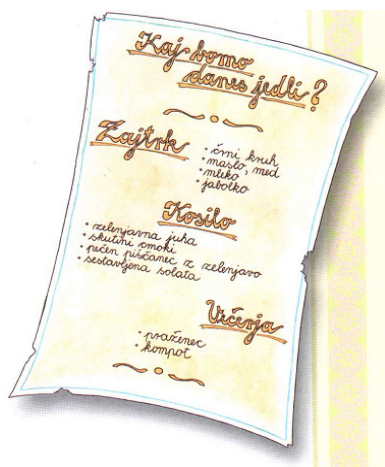 Kaj bomo
danes jedli?
Zajtrk
• črni kruh
• maslo, med
• mleko
• jabolko
Kosilo
• zelenjavna juha
• skutini cmoki
• pečen piščanec z zelenjavo
• sestavljena solata
Večerja
• praženec
• kompot